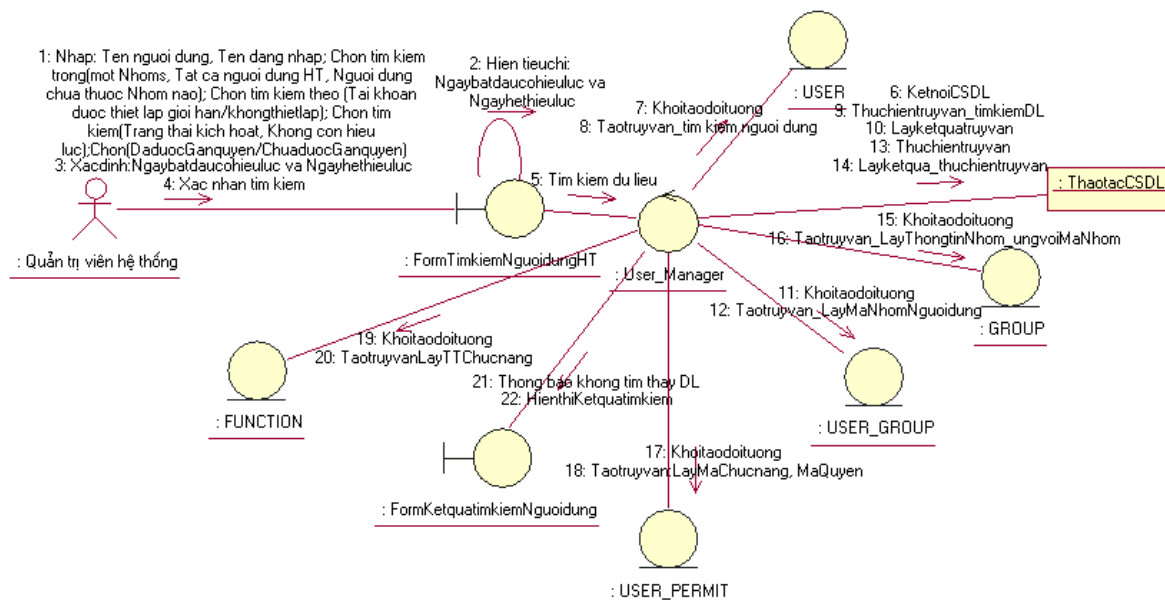 1: Nhap: Ten nguoi dung, Ten dang nhap; Chon tim kiem
trong(mot Nhoms, Tat ca nguoi dung HT, Nguoi dung
chua thuoc Nhom nao); Chon tim kiem theo (Tai khoan
duoc thiet lap gioi han/khongthietlap); Chon tim
kiem(Trang thai kich hoat, Khong con hieu
luc);Chon(DaduocGanquyen/ChuaduocGanquyen)
3: Xacdinh:Ngaybatdaucohieuluc va Ngayhethieuluc
4: Xac nhan tim kiem
: Quản trị viên hệ thống
2: Hien tieuchi:
Ngaybatdaucohieuluc va
Ngayhethieuluc
5: Tim kiem du lieu
: FormTimkiemNguoidungHT
: User_Manager
: USER
7: Khoitaodoituong
8: Taotruyvan_tim kiem nguoi dung
6: KetnoiCSDL
9: Thuchientruyvan_timkiemDL
10: Layketquatruyvan
13: Thuchientruyvan
14: Layketqua_thuchientruyvan
: ThaotacCSDL
15: Khoitaodoituong
16: Taotruyvan_LayThongtinNhom_ungvoiMaNhom
: GROUP
11: Khoitaodoituong
12: Taotruyvan_LayMaNhomNguoidung
: USER_GROUP
19: Khoitaodoituong
20: TaotruyvanLayTTChucnang
: FUNCTION
21: Thong bao khong tim thay DL
22: HienthiKetquatimkiem
: FormKetquatimkiemNguoidung
17: Khoitaodoituong
18: Taotruyvan:LayMaChucnang, MaQuyen
: USER_PERMIT